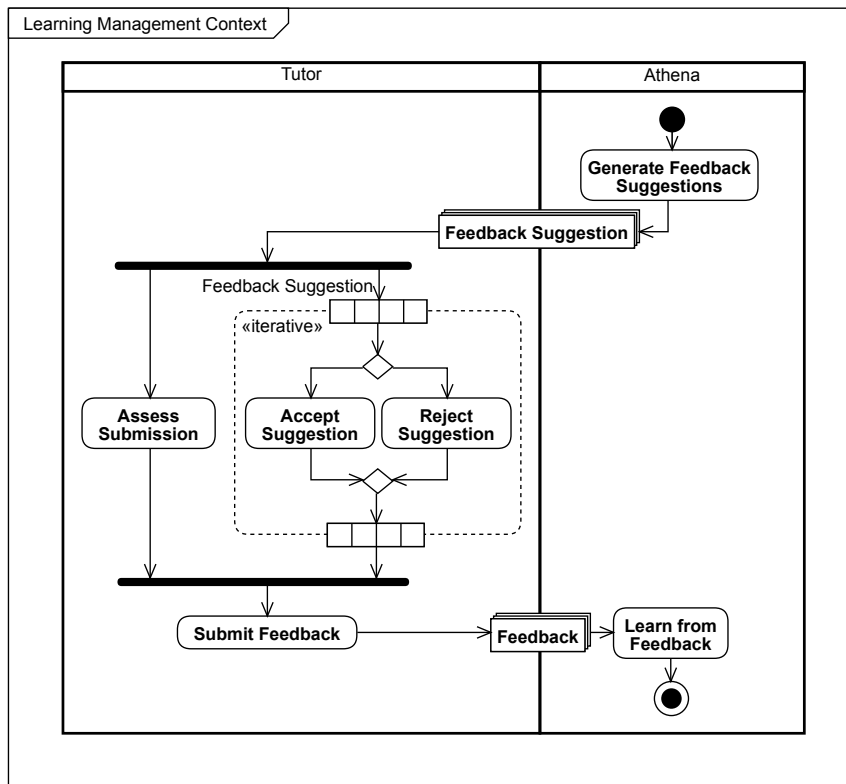 Learning Management Context
Tutor
Athena
Generate Feedback
Suggestions
Feedback Suggestion
Feedback Suggestion
«iterative»
Assess
Submission
Accept
Suggestion
Reject
Suggestion
Submit Feedback
Feedback
Learn from
Feedback